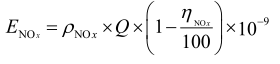 E_NOx = ρ_NOx × Q × (1 − η_NOx/100) × 10^−9